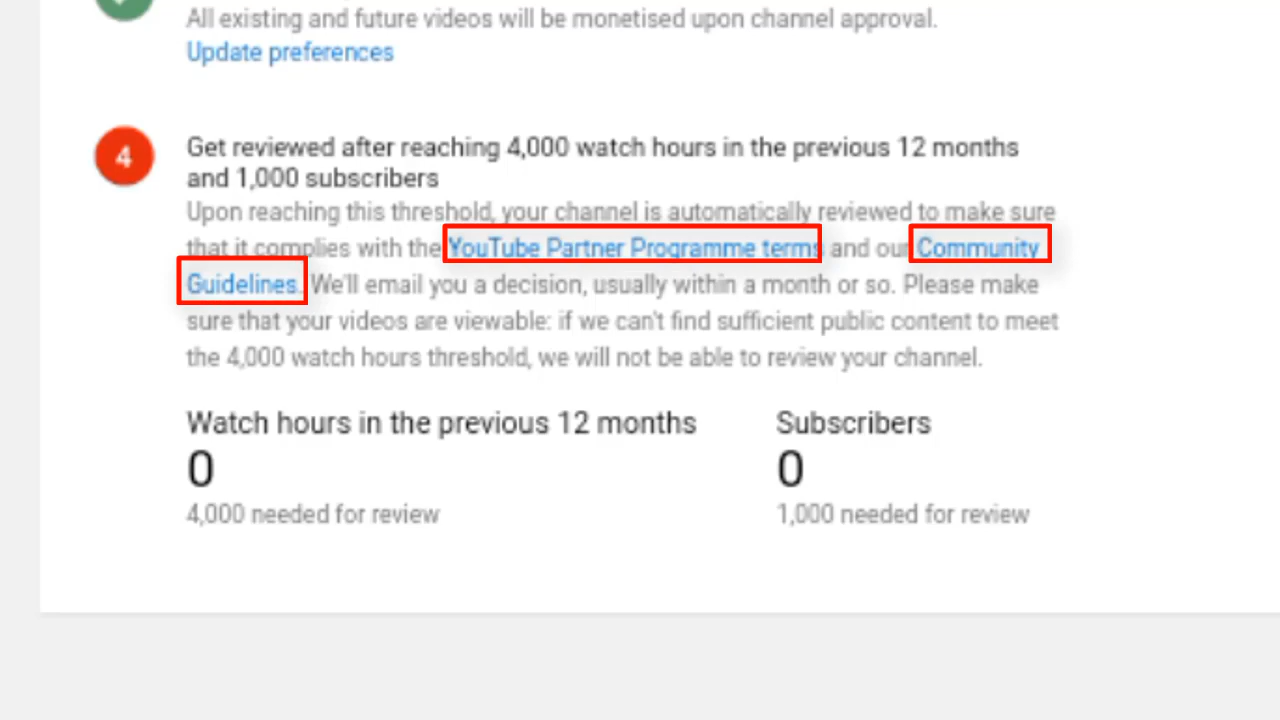 All existing and future videos will be monetised upon channel approval.
Update preferences
4
Get reviewed after reaching 4,000 watch hours in the previous 12 months
and 1,000 subscribers
Upon reaching this threshold, your channel is automatically reviewed to make sure
that it complies with the YouTube Partner Programme terms and our Community
Guidelines. We'll email you a decision, usually within a month or so. Please make
sure that your videos are viewable: if we can't find sufficient public content to meet
the 4,000 watch hours threshold, we will not be able to review your channel.
Watch hours in the previous 12 months
0
4,000 needed for review
Subscribers
0
1,000 needed for review